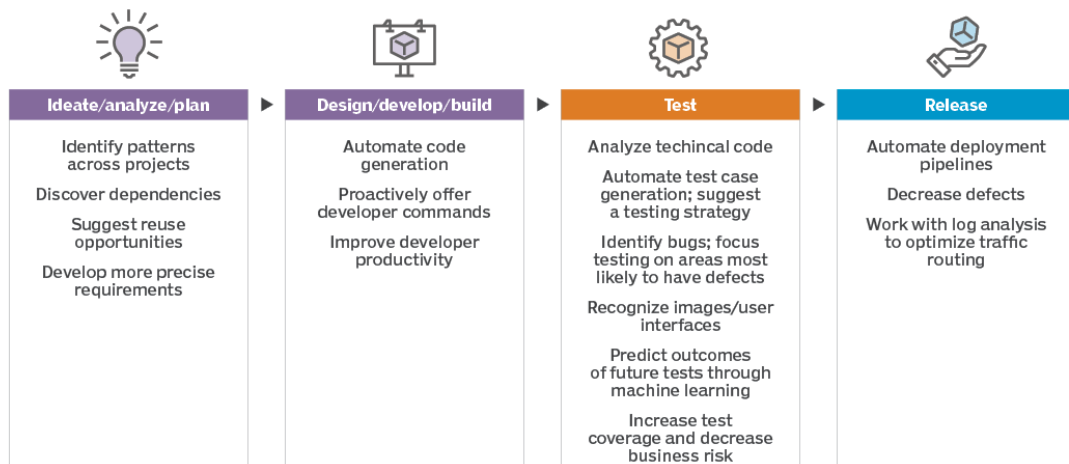 Ideate/analyze/plan
Identify patterns
across projects
Discover dependencies
Suggest reuse
opportunities
Develop more precise
requirements
Design/develop/build
Automate code
generation
Proactively offer
developer commands
Improve developer
productivity
Test
Analyze techincal code
Automate test case
generation; suggest
a testing strategy
Identify bugs; focus
testing on areas most
likely to have defects
Recognize images/user
interfaces
Predict outcomes
of future tests through
machine learning
Increase test
coverage and decrease
business risk
Release
Automate deployment
pipelines
Decrease defects
Work with log analysis
to optimize traffic
routing